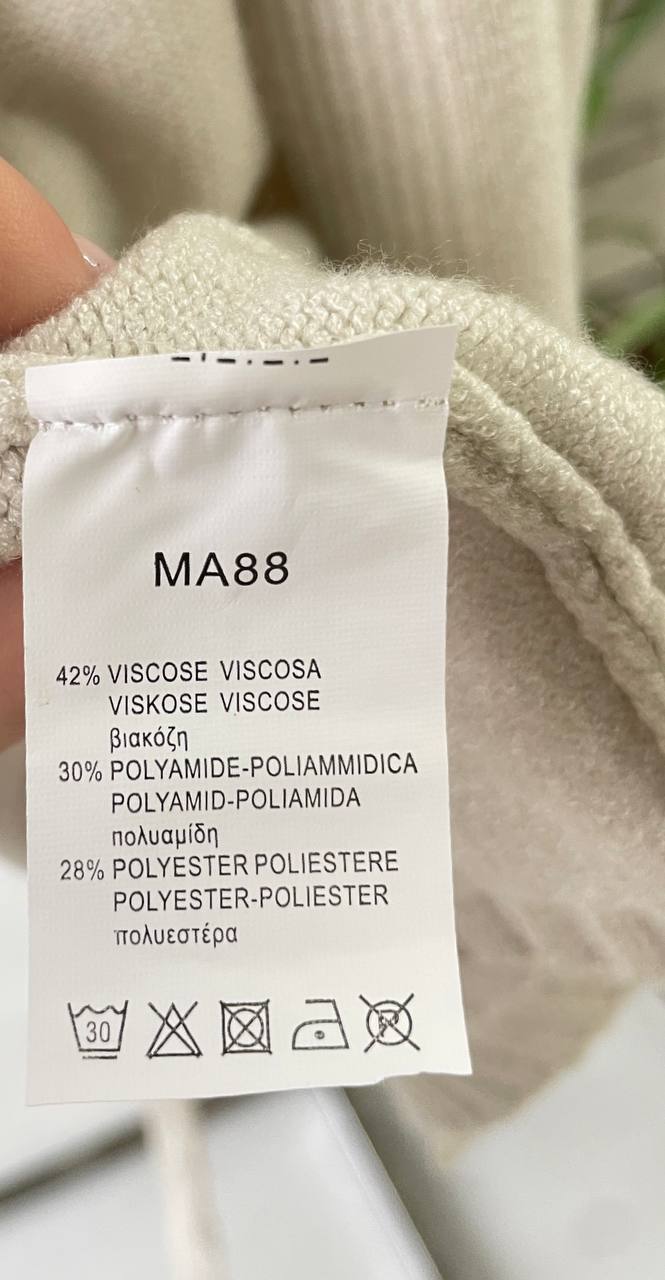 MA88
42% VISCOSE VISCOSA
VISKOSE VISCOSE
βιακόζη
30% POLYAMIDE-POLIAMMIDICA
POLYAMID-POLIAMIDA
πολυαμίδη
28% POLYESTER POLIESTERE
POLYESTER-POLIESTER
πολυεστέρα
30